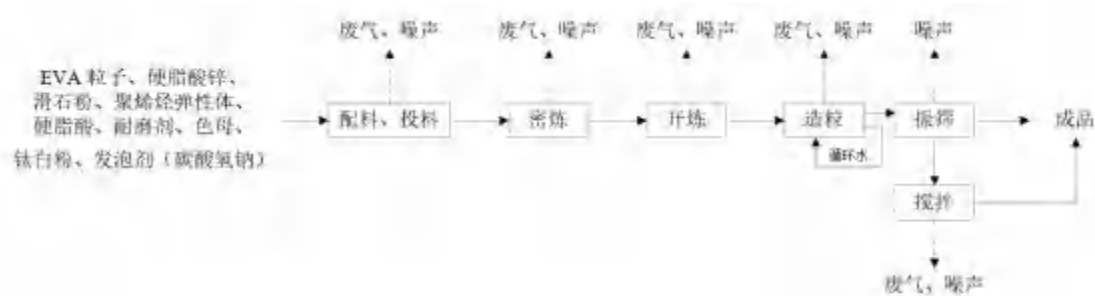 废气、噪声
废气、噪声
废气、噪声
废气、噪声
噪声
EVA 粒子、硬脂酸锌、
滑石粉、聚烯烃弹性体、
硬脂酸、耐磨剂、色母、
钛白粉、发泡剂（碳酸氢钠）
配料、投料
密炼
开炼
造粒
振筛
成品
循环水
搅拌
废气，噪声